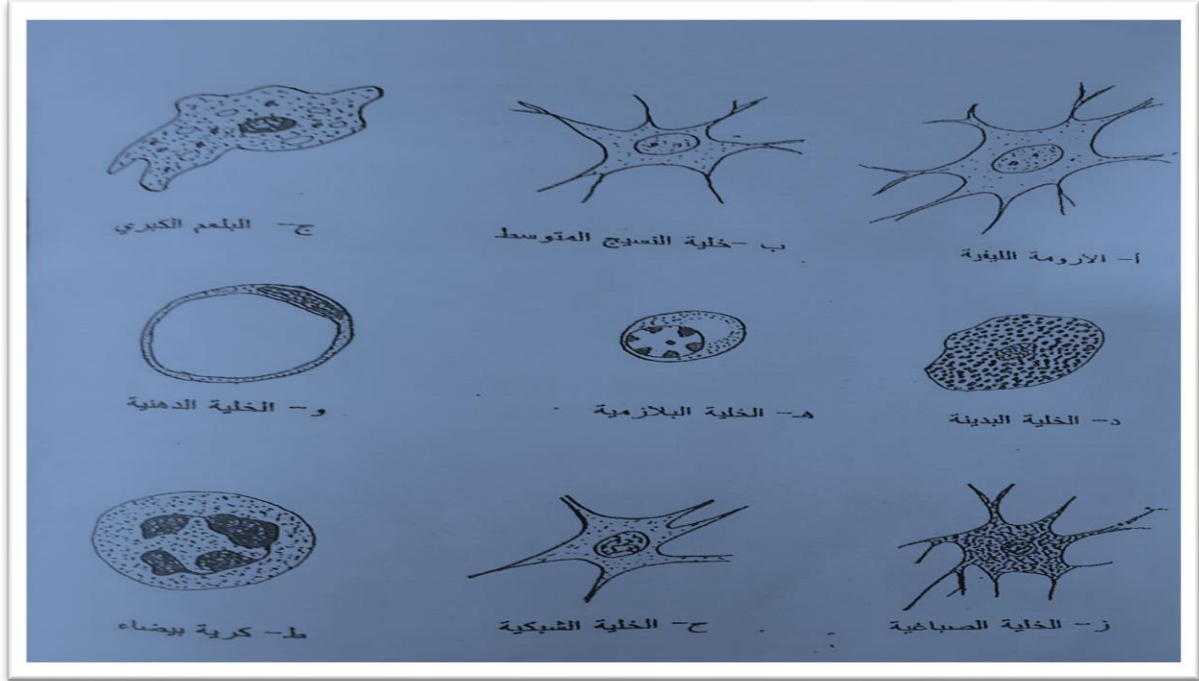 أ- الارومة الليفية
ب- خلية النسيج المتوسط
ج- البلعم الكبري
د- الخلية البدينة
هـ- الخلية البلازمية
و- الخلية الدهنية
ز- الخلية الصباغية
ح- الخلية الشبكية
ط- كرية بيضاء